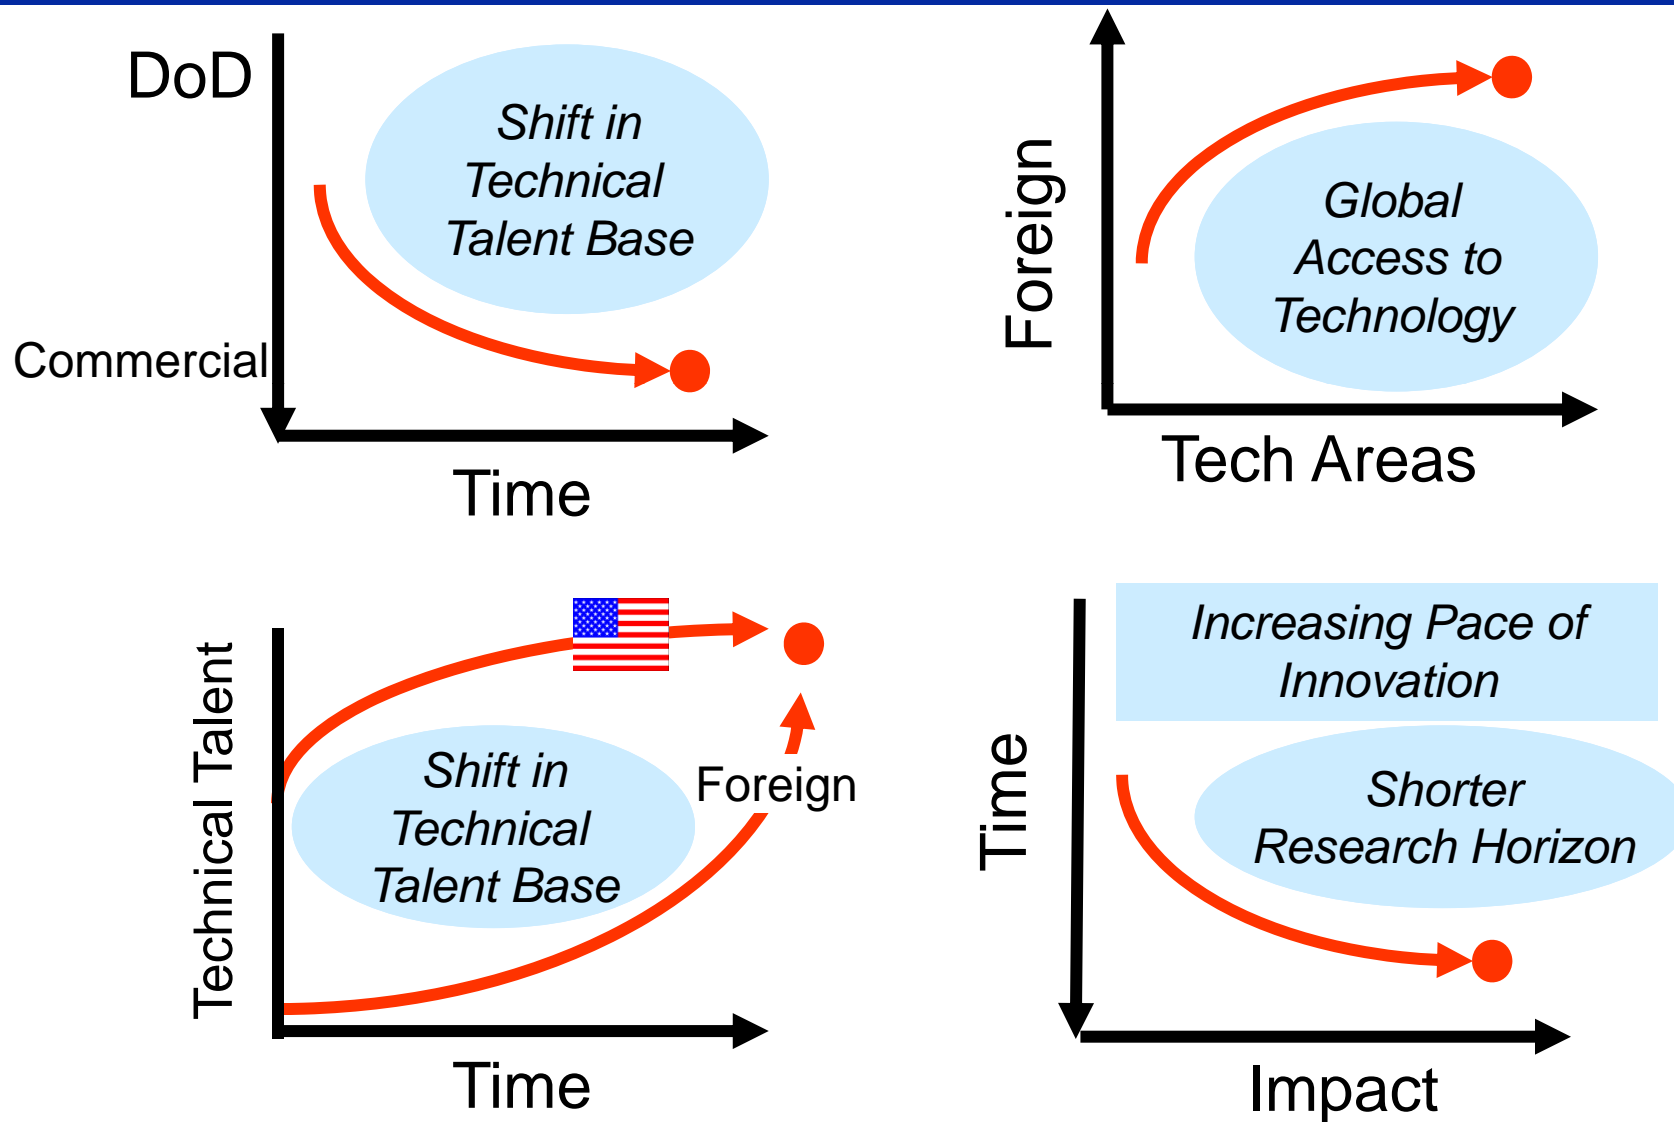 DoD
Shift in
Technical
Talent Base
Commercial
Time
Foreign
Global
Access to
Technology
Tech Areas
Technical Talent
Shift in
Technical
Talent Base
Foreign
Time
Increasing Pace of
Innovation
Time
Shorter
Research Horizon
Impact